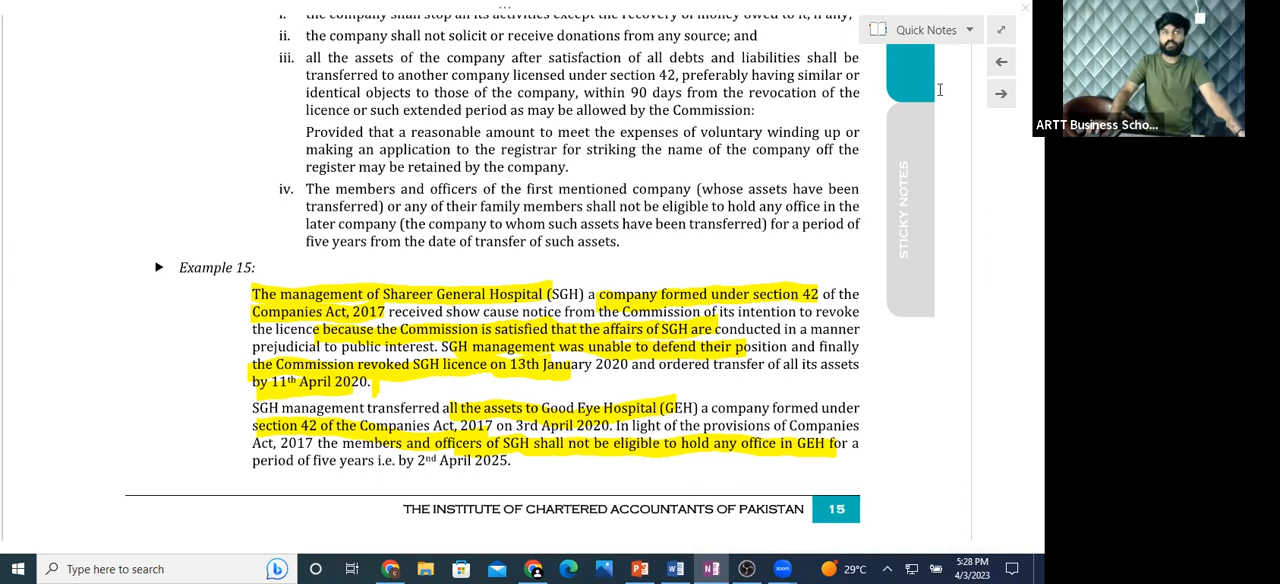 i. the company shall stop all its activities except the recovery of money owed to it, if any;
ii. the company shall not solicit or receive donations from any source; and
iii. all the assets of the company after satisfaction of all debts and liabilities shall be
transferred to another company licensed under section 42, preferably having similar or
identical objects to those of the company, within 90 days from the revocation of the
licence or such extended period as may be allowed by the Commission:
Provided that a reasonable amount to meet the expenses of voluntary winding up or
making an application to the registrar for striking the name of the company off the
register may be retained by the company.
iv. The members and officers of the first mentioned company (whose assets have been
transferred) or any of their family members shall not be eligible to hold any office in the
later company (the company to whom such assets have been transferred) for a period of
five years from the date of transfer of such assets.
Example 15:
The management of Shareer General Hospital (SGH) a company formed under section 42 of the
Companies Act, 2017 received show cause notice from the Commission of its intention to revoke
the licence because the Commission is satisfied that the affairs of SGH are conducted in a manner
prejudicial to public interest. SGH management was unable to defend their position and finally
the Commission revoked SGH licence on 13th January 2020 and ordered transfer of all its assets
by 11th April 2020.
SGH management transferred all the assets to Good Eye Hospital (GEH) a company formed under
section 42 of the Companies Act, 2017 on 3rd April 2020. In light of the provisions of Companies
Act, 2017 the members and officers of SGH shall not be eligible to hold any office in GEH for a
period of five years i.e. by 2nd April 2025.
THE INSTITUTE OF CHARTERED ACCOUNTANTS OF PAKISTAN 15
Quick Notes
STICKY NOTES
ARTT Business Scho...
Type here to search
29°C
5:28 PM
4/3/2023